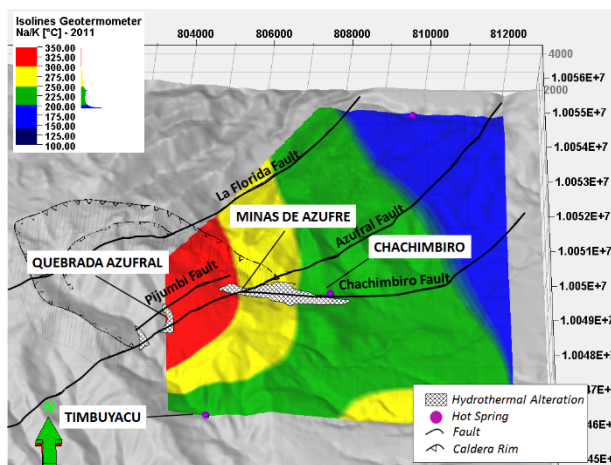 Isolines Geotermometer
Na/K [°C] - 2011
350.00
300.00
275.00
250.00
225.00
200.00
175.00
150.00
125.00
100.00
804000
806000
808000
810000
4000
2000
1.0056E+7
1.0055E+7
1.0054E+7
1.0053E+7
1.0052E+7
1.0051E+7
1.005E+7
1.0049E+7
1.0048E+7
46E+7
45E+7
La Florida Fault
MINAS DE AZUFRE
Azufral Fault
CHACHIMBIRO
QUEBRADA AZUFRAL
Pijumbi Fault
Chachimbiro Fault
TIMBUYACU
N
Hydrothermal Alteration
Hot Spring
Fault
Caldera Rim